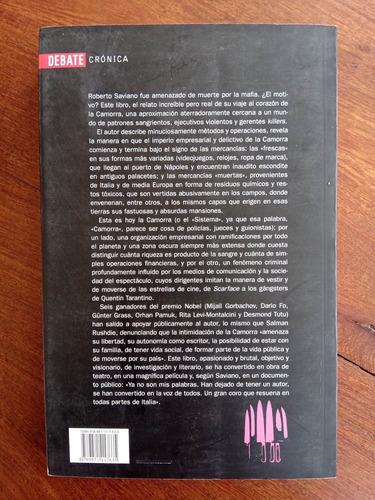 DEBATE CRÓNICA
Roberto Saviano fue amenazado de muerte por la mafia. ¿El moti-
vo? Este libro, el relato increíble pero real de su viaje al corazón de
la Camorra, una aproximación aterradoramente cercana a un mun-
do de patrones sangrientos, ejecutivos violentos y gerentes killers.
El autor describe minuciosamente métodos y operaciones, revela
la manera en que el imperio empresarial y delictivo de la Camorra
comienza y termina bajo el signo de las mercancías: las «frescas»
en sus formas más variadas (videojuegos, relojes, ropa de marca),
que llegan al puerto de Nápoles y encuentran inaudito escondite
en antiguos palacetes; y las mercancías «muertas», provenientes
de Italia y de media Europa en forma de residuos químicos y res-
tos tóxicos, que son vertidas abusivamente en los campos, donde
envenenan, entre otros, a los mismos capos que erigen en esas
tierras sus fastuosas y absurdas mansiones.
Esta es hoy la Camorra (o el «Sistema», ya que esa palabra,
«Camorra», parece ser cosa de policías, jueces y guionistas): por
un lado, una organización empresarial con ramificaciones por todo
el planeta y una zona oscura siempre más extensa donde cuesta
distinguir cuánta riqueza es producto de la sangre y cuánta de sim-
ples operaciones financieras, y por el otro, un fenómeno criminal
profundamente influido por los medios de comunicación y la socie-
dad del espectáculo, cuyos dirigentes imitan la manera de vestir y
de moverse de las estrellas de cine, de Scarface a los gángsters
de Quentin Tarantino.
Seis ganadores del premio Nobel (Mijaíl Gorbachov, Dario Fo,
Günter Grass, Orhan Pamuk, Rita Levi-Montalcini y Desmond Tutu)
han salido a apoyar públicamente al autor, lo mismo que Salman
Rushdie, denunciando que la intimidación de la Camorra «amenaza
su libertad, su autonomía como escritor, la posibilidad de estar con
su familia, de tener vida social, de formar parte de la vida pública y
de moverse por su país». Este libro, apasionado y brutal, objetivo y
visionario, de investigación y literario, se ha convertido en obra de
teatro, en una magnífica película y, según Saviano, en un documen-
to público: «Ya no son mis palabras. Han dejado de tener un autor,
se han convertido en la voz de todos. Un gran coro que resuena en
todas partes de Italia».